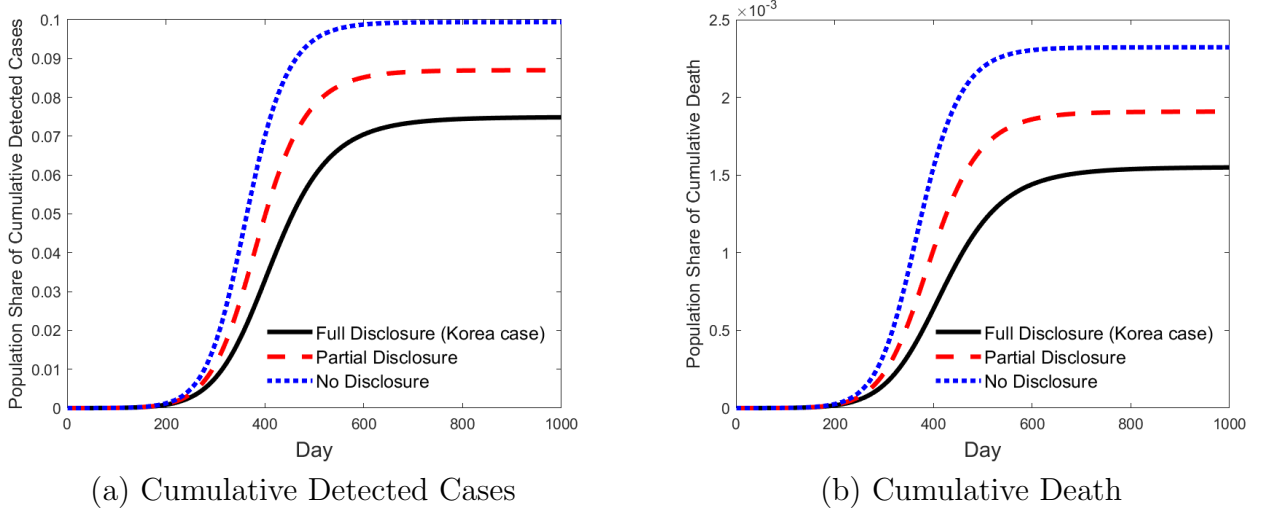 Population Share of Cumulative Detected Cases
0.1
0.09
0.08
0.07
0.06
0.05
0.04
0.03
0.02
0.01
0
Full Disclosure (Korea case)
Partial Disclosure
No Disclosure
0 200 400 600 800 1000
Day
(a) Cumulative Detected Cases
Population Share of Cumulative Death
×10⁻³
2.5
2
1.5
1
0.5
0
Full Disclosure (Korea case)
Partial Disclosure
No Disclosure
0 200 400 600 800 1000
Day
(b) Cumulative Death